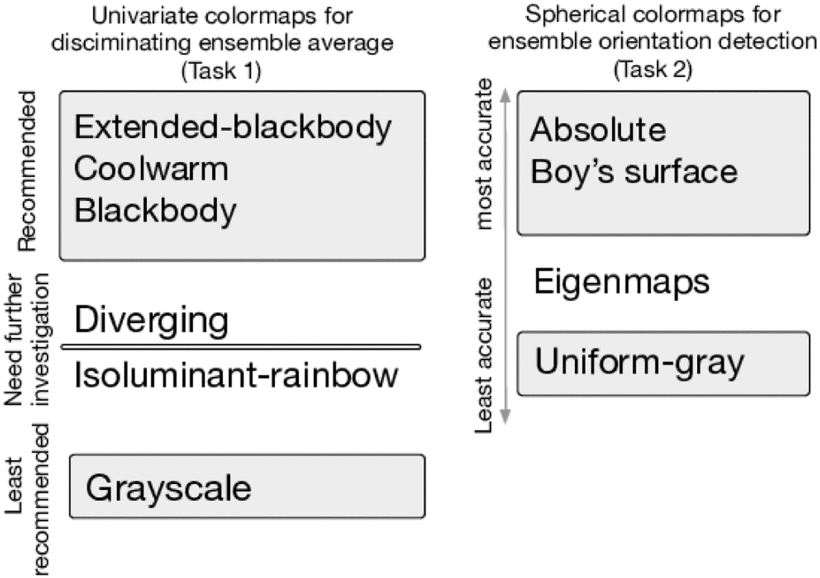 Univariate colormaps for
disciminating ensemble average
(Task 1)
Recommended
Extended-blackbody
Coolwarm
Blackbody
Need further
investigation
Diverging
Isoluminant-rainbow
Least
recommended
Grayscale
Spherical colormaps for
ensemble orientation detection
(Task 2)
most accurate
Absolute
Boy's surface
Eigenmaps
Least accurate
Uniform-gray